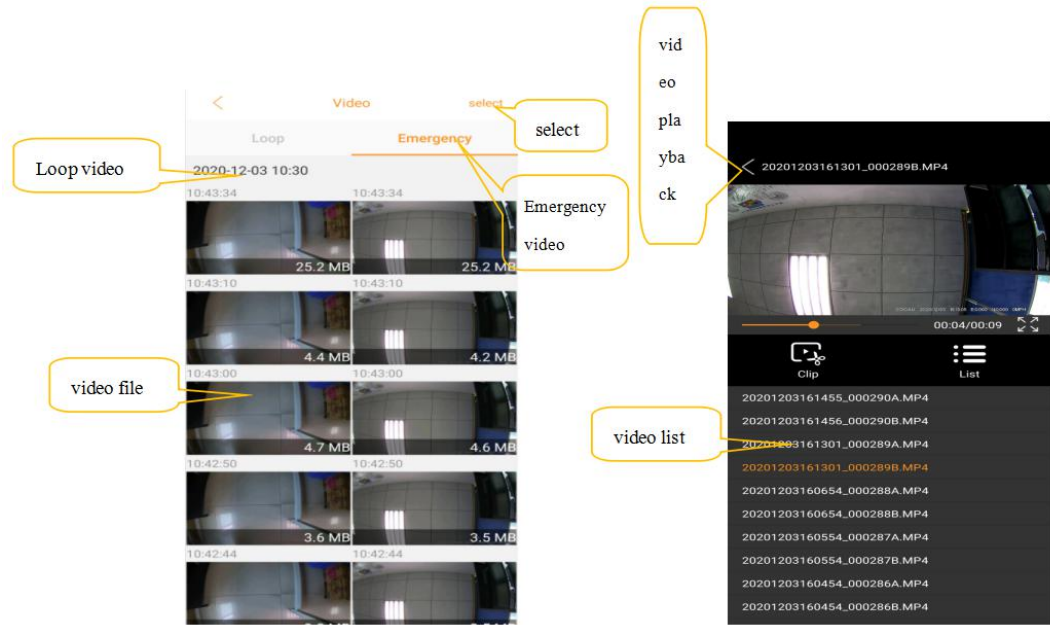 Video
select
Loop
Emergency
2020-12-03 10:30
10:43:34
10:43:34
25.2 MB
25.2 MB
10:43:10
10:43:10
4.4 MB
4.2 MB
10:43:00
10:43:00
4.7 MB
4.6 MB
10:42:50
10:42:50
3.6 MB
3.5 MB
10:42:44
10:42:44
Loop video
video file
select
Emergency
video
vid
eo
pla
yba
ck
20201203161301_000289B.MP4
00:04/00:09
Clip
List
20201203161455_000290A.MP4
20201203161456_000290B.MP4
20201203161301_000289A.MP4
20201203161301_000289B.MP4
20201203160654_000288A.MP4
20201203160654_000288B.MP4
20201203160554_000287A.MP4
20201203160554_000287B.MP4
20201203160454_000286A.MP4
20201203160454_000286B.MP4
video list